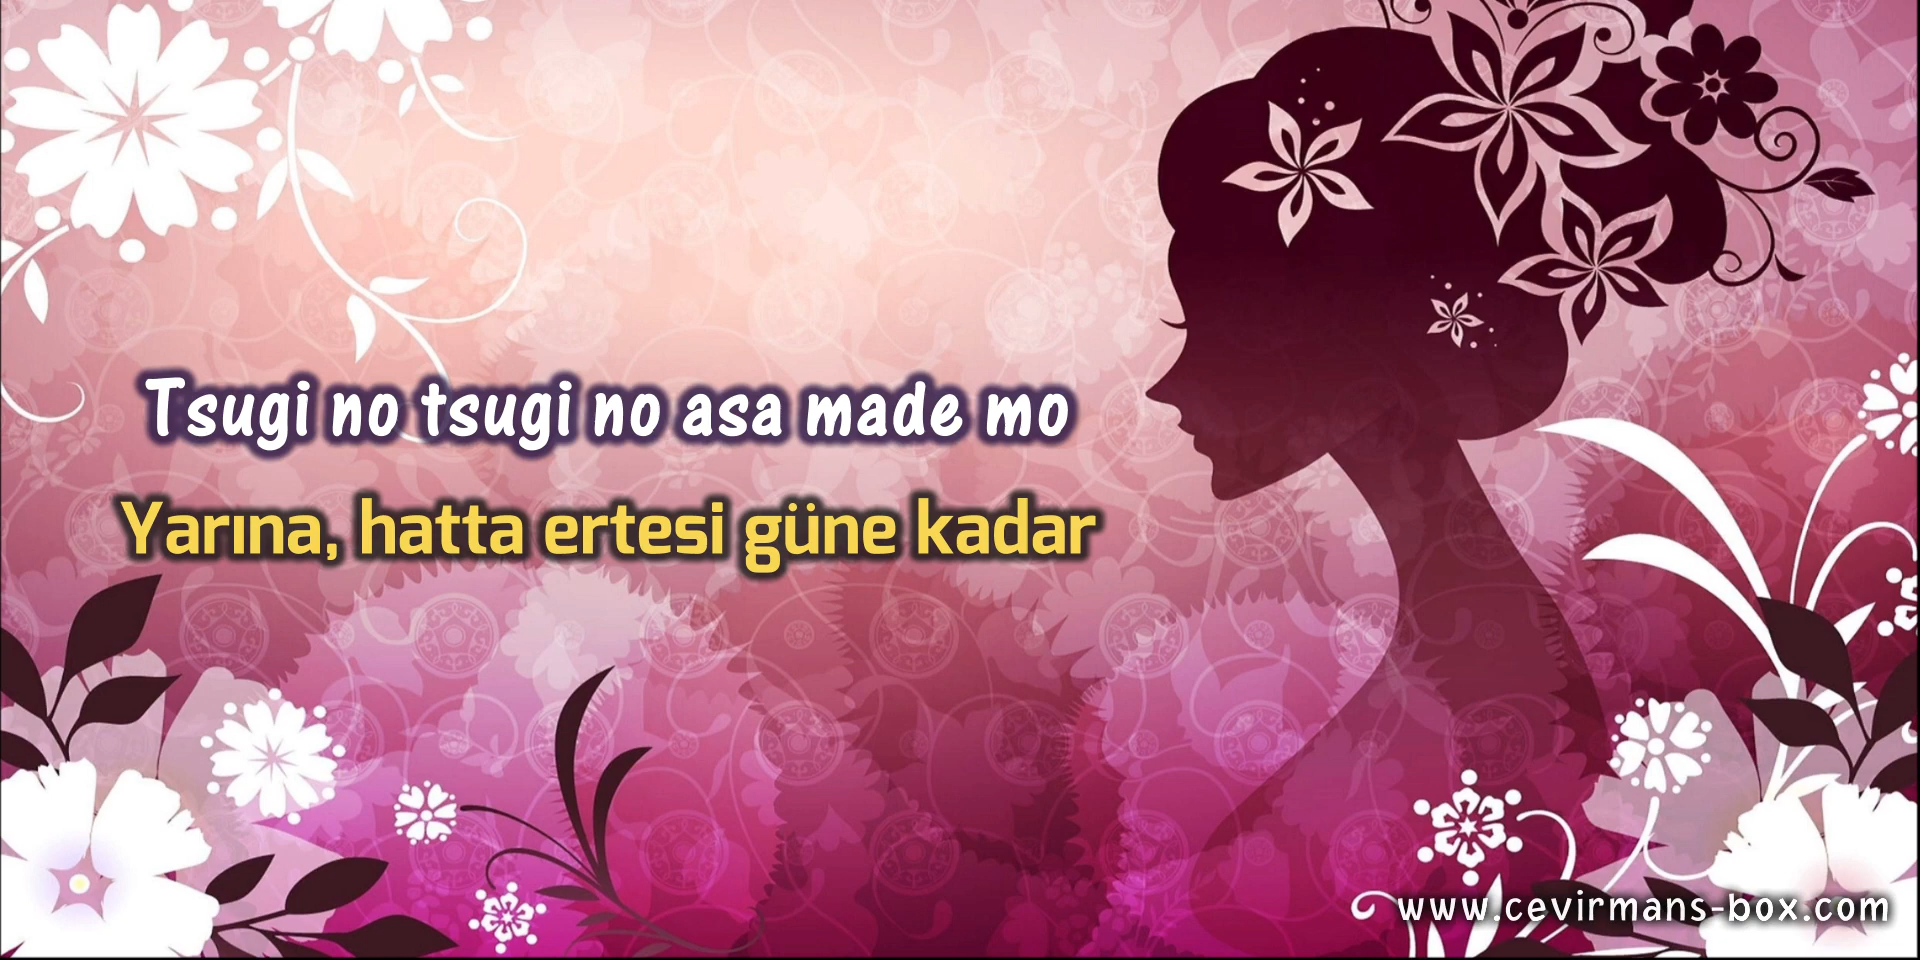 Tsugi no tsugi no asa made mo
Yarına, hatta ertesi güne kadar
www.cevirmans-box.com